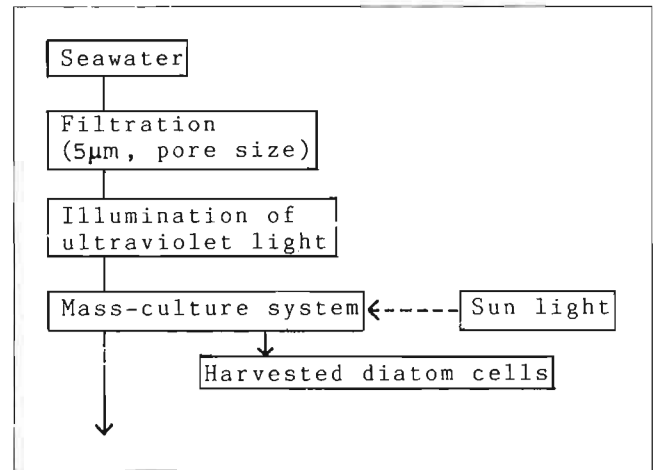 Seawater
Filtration
(5μm, pore size)
Illumination of
ultraviolet light
Mass-culture system
Sun light
Harvested diatom cells